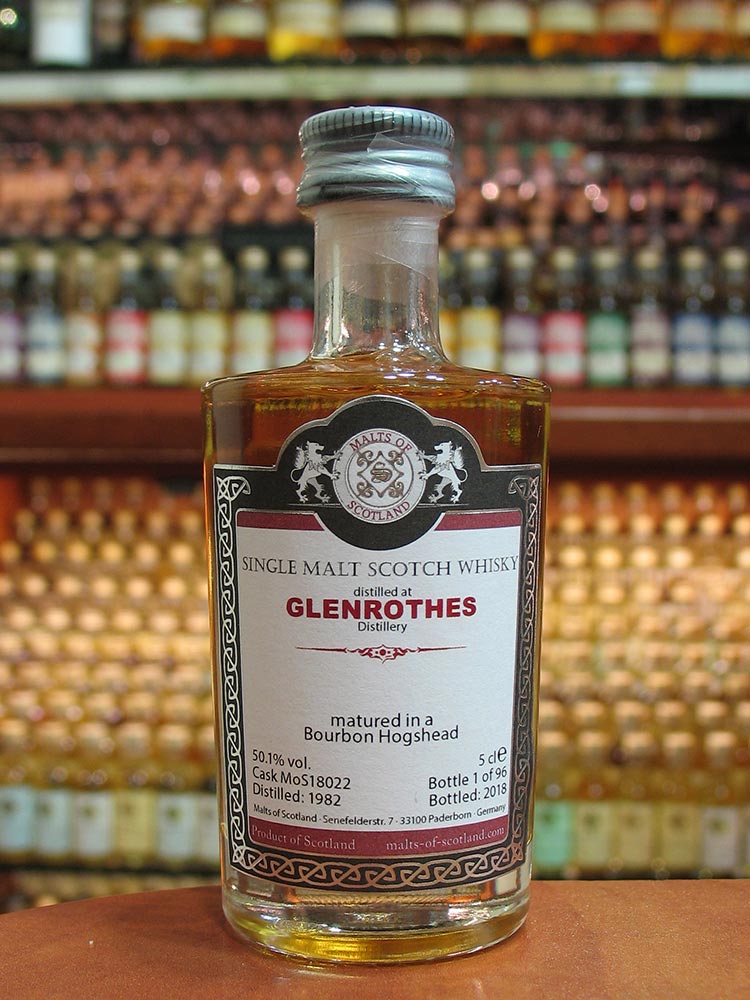 MALTS OF
S
SCOTLAND
SINGLE MALT SCOTCH WHISKY
distilled at
GLENROTHES
Distillery
matured in a
Bourbon Hogshead
50.1% vol.
Cask MoS18022
Distilled: 1982
5 cl e
Bottle 1 of 96
Bottled: 2018
Malts of Scotland · Senefelderstr. 7 · 33100 Paderborn · Germany
Product of Scotland malts-of-scotland.com